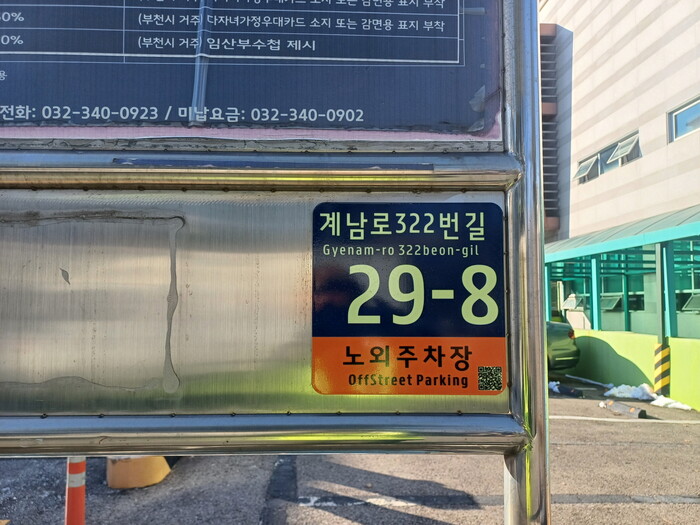 (부천시 거주) 다자녀가정우대카드 소지 또는 감면용 표지 부착
0%
(부천시 거주) 임산부수첩 제시
용
전화: 032-340-0923 / 미납요금: 032-340-0902
계남로322번길
Gyenam-ro 322beon-gil
29-8
노외주차장
OffStreet Parking